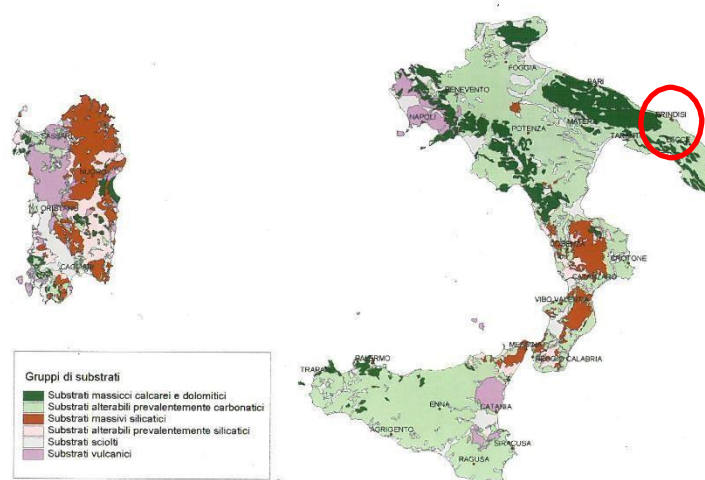 FOGGIA
BARI
BENEVENTO
BRINDISI
NAPOLI
MATERA
POTENZA
SASSARI
NUORO
ORISTANO
CAGLIARI
CROTONE
VIBO VALENTIA
MESSINA
REGGIO CALABRIA
PALERMO
TRAPANI
ENNA
CATANIA
AGRIGENTO
SIRACUSA
RAGUSA
Gruppi di substrati
Substrati massicci calcarei e dolomitici
Substrati alterabili prevalentemente carbonatici
Substrati massivi silicatici
Substrati alterabili prevalentemente silicatici
Substrati sciolti
Substrati vulcanici